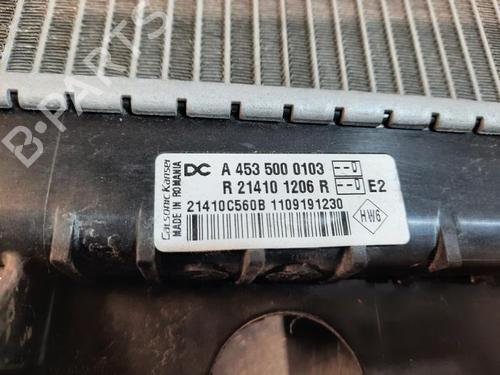 B-PARTS
Calsonic Kansei
MADE IN ROMANIA
DC A 453 500 0103
R 21410 1206 R E2
21410C560B 1109191230
HW6